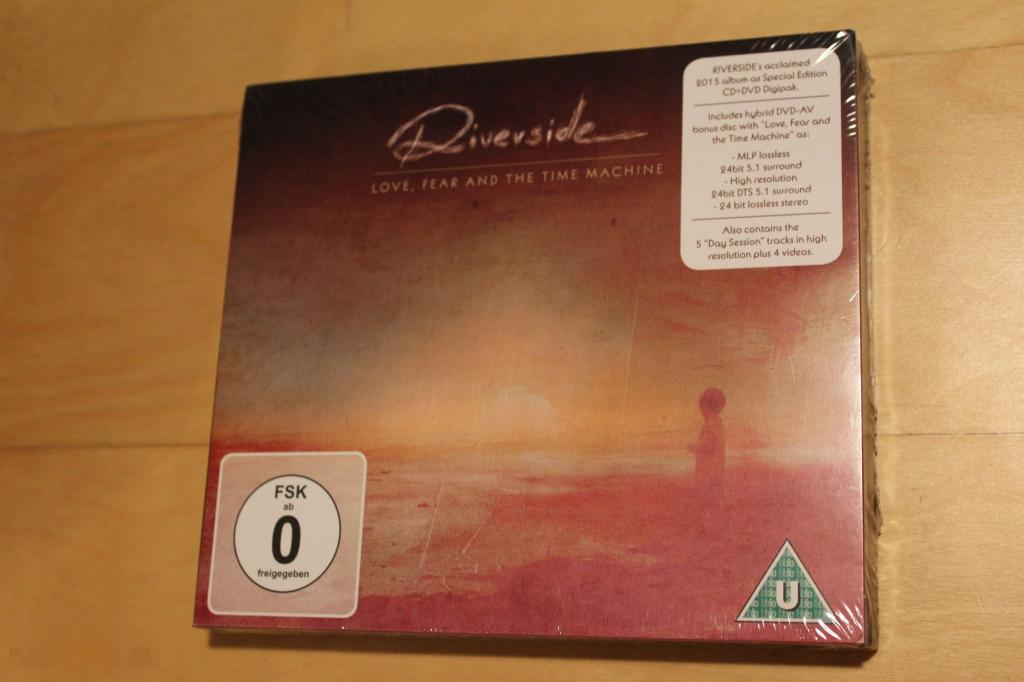 Riverside
LOVE, FEAR AND THE TIME MACHINE
RIVERSIDE's acclaimed
2015 album as Special Edition
CD+DVD Digipak.
Includes hybrid DVD-AV
bonus disc with "Love, Fear and
the Time Machine" as:
- MLP lossless
24bit 5.1 surround
- High resolution
24bit DTS 5.1 surround
- 24 bit lossless stereo
Also contains the
5 "Day Session" tracks in high
resolution plus 4 videos.
FSK
ab
0
freigegeben
U